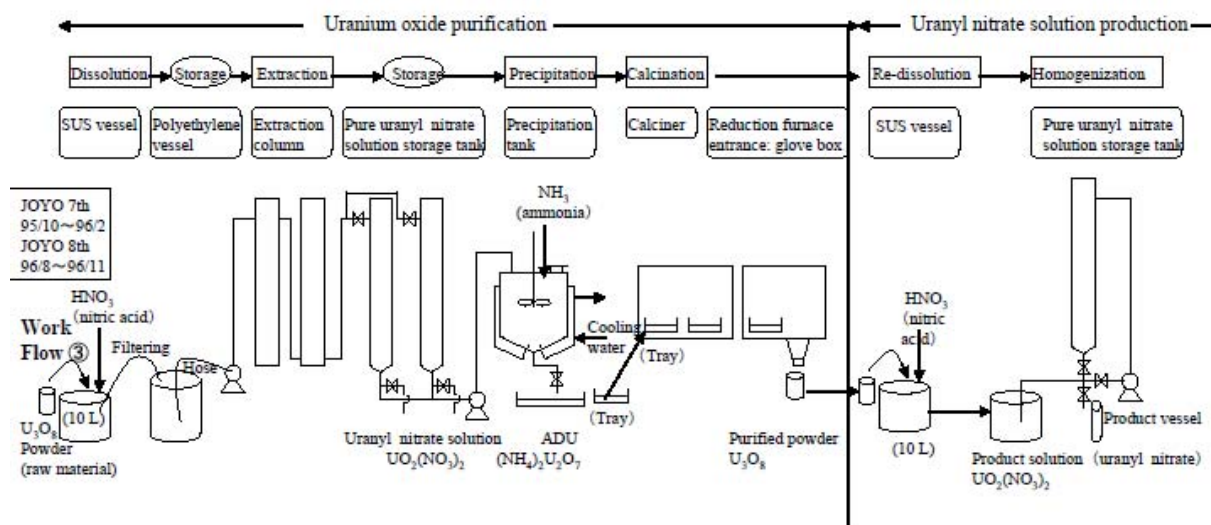 Uranium oxide purification
Uranyl nitrate solution production
Dissolution
Storage
Extraction
Storage
Precipitation
Calcination
Re-dissolution
Homogenization
SUS vessel
Polyethylene
vessel
Extraction
column
Pure uranyl nitrate
solution storage tank
Precipitation
tank
Calciner
Reduction furnace
entrance: glove box
SUS vessel
Pure uranyl nitrate
solution storage tank
JOYO 7th
95/10～96/2
JOYO 8th
96/8～96/11
HNO3
(nitric acid)
Work
Flow ③
Filtering
Hose
(10 L)
U3O8
Powder
(raw material)
Uranyl nitrate solution
UO2(NO3)2
NH3
(ammonia)
Cooling
water
(Tray)
(Tray)
ADU
(NH4)2U2O7
Purified powder
U3O8
HNO3
(nitric
acid)
(10 L)
Product vessel
Product solution (uranyl nitrate)
UO2(NO3)2